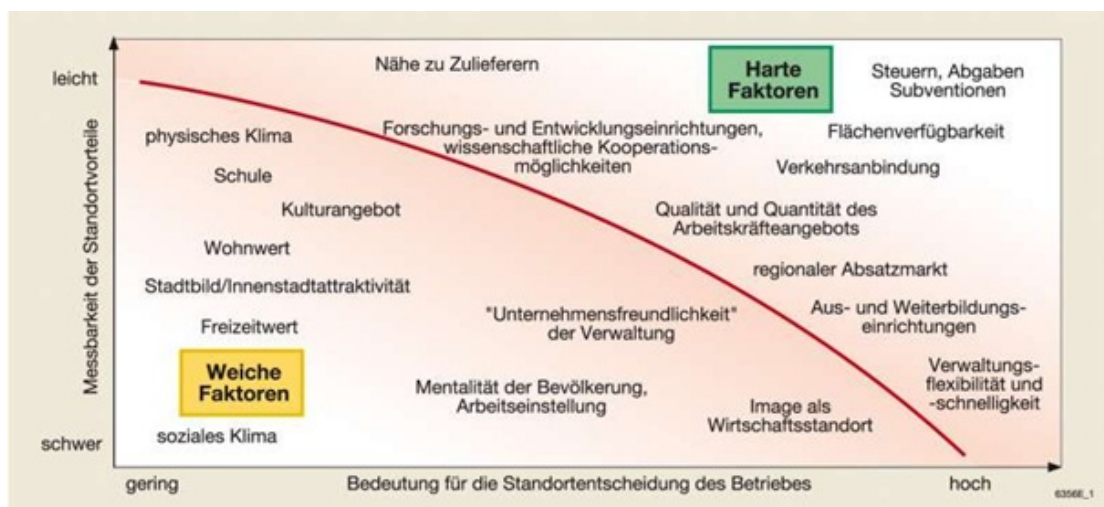 leicht
Messbarkeit der Standortvorteile
schwer
Nähe zu Zulieferern
Harte
Faktoren
Steuern, Abgaben
Subventionen
physisches Klima
Forschungs- und Entwicklungseinrichtungen,
wissenschaftliche Kooperations-
möglichkeiten
Flächenverfügbarkeit
Verkehrsanbindung
Schule
Kulturangebot
Qualität und Quantität des
Arbeitskräfteangebots
Wohnwert
regionaler Absatzmarkt
Stadtbild/Innenstadtattraktivität
"Unternehmensfreundlichkeit"
der Verwaltung
Aus- und Weiterbildungs-
einrichtungen
Freizeitwert
Weiche
Faktoren
Mentalität der Bevölkerung,
Arbeitseinstellung
Verwaltungs-
flexibilität und
-schnelligkeit
Image als
Wirtschaftsstandort
soziales Klima
gering
Bedeutung für die Standortentscheidung des Betriebes
hoch
6356E_1